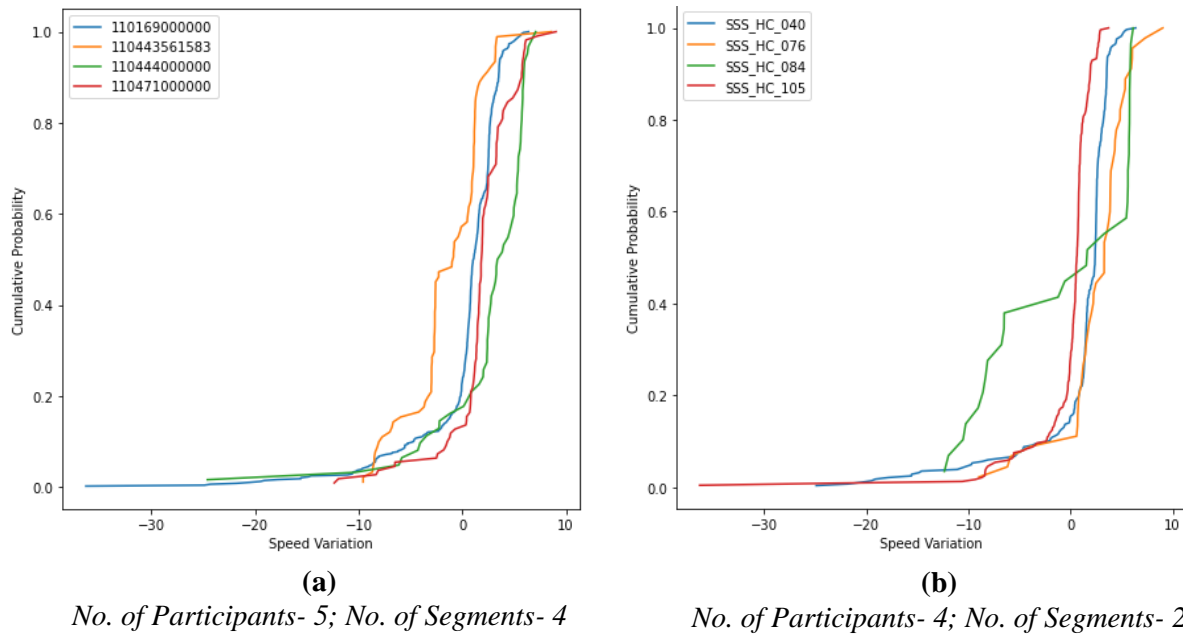 110169000000
110443561583
110444000000
110471000000
1.0
0.8
0.6
0.4
0.2
0.0
Cumulative Probability
−30
−20
−10
0
10
Speed Variation
(a)
No. of Participants- 5; No. of Segments- 4
SSS_HC_040
SSS_HC_076
SSS_HC_084
SSS_HC_105
1.0
0.8
0.6
0.4
0.2
0.0
Cumulative Probability
−30
−20
−10
0
10
Speed Variation
(b)
No. of Participants- 4; No. of Segments- 2